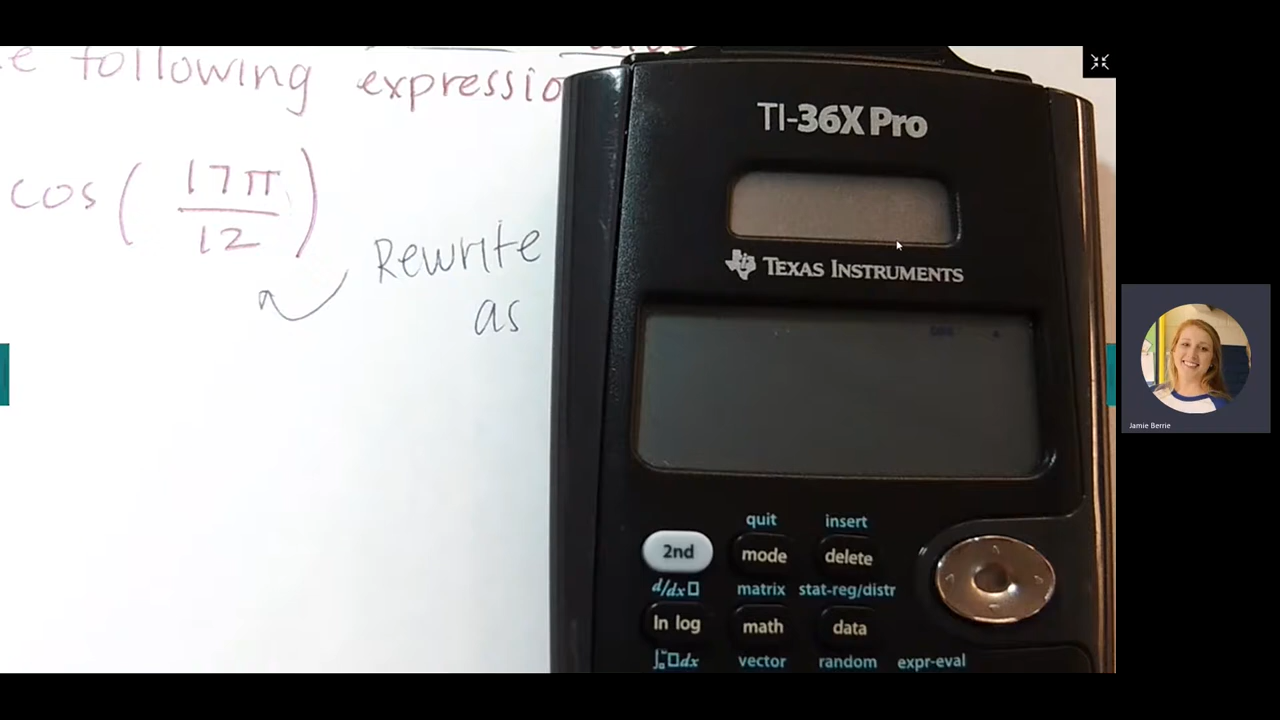 following expressio
cos ( 17π / 12 )
Rewrite
as
TI-36X Pro
TEXAS INSTRUMENTS
quit insert
2nd mode delete
d/dx□ matrix stat-reg/distr
ln log math data
∫□dx vector random expr-eval
Jamie Berrie